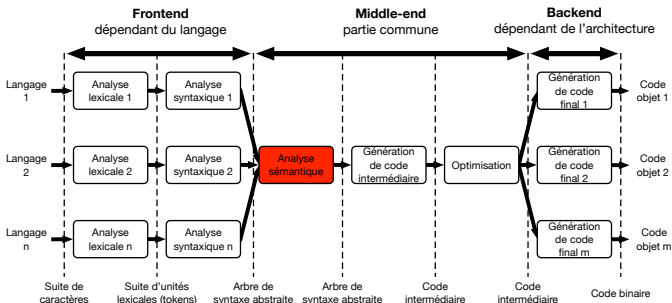 Frontend
dépendant du langage
Middle-end
partie commune
Backend
dépendant de l'architecture
Langage
1
Analyse
lexicale 1
Analyse
syntaxique 1
Génération
de code
final 1
Code
objet 1
Langage
2
Analyse
lexicale 2
Analyse
syntaxique 2
Analyse
sémantique
Génération
de code
intermédiaire
Optimisation
Génération
de code
final 2
Code
objet 2
Langage
n
Analyse
lexicale n
Analyse
syntaxique n
Génération
de code
final m
Code
objet m
Suite de
caractères
Suite d'unités
lexicales (tokens)
Arbre de
syntaxe abstraite
Arbre de
syntaxe abstraite
Code
intermédiaire
Code
intermédiaire
Code binaire